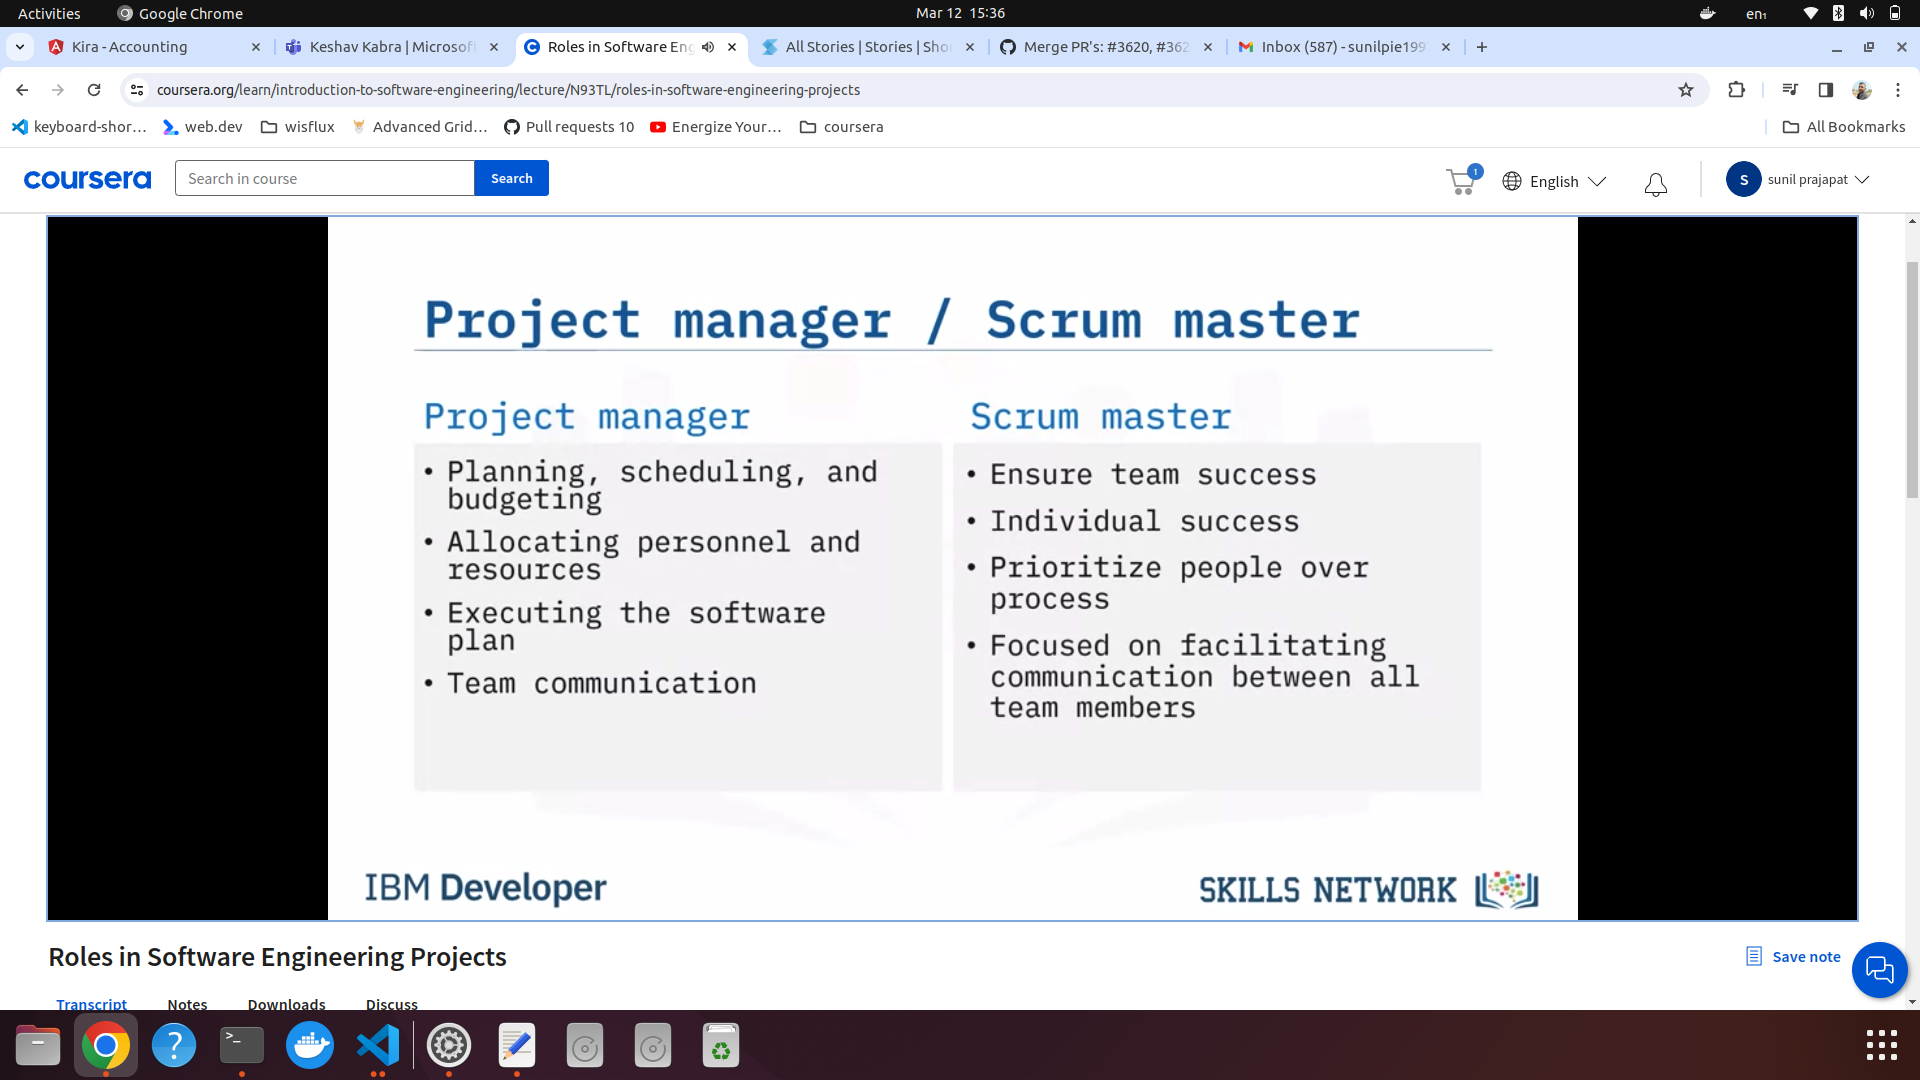 Activities
Google Chrome
Mar 12 15:36
en₁
Kira - Accounting
Keshav Kabra | Microsof
Roles in Software Eng
All Stories | Stories | Sho
Merge PR's: #3620, #362
Inbox (587) - sunilpie199
coursera.org/learn/introduction-to-software-engineering/lecture/N93TL/roles-in-software-engineering-projects
keyboard-shor...
web.dev
wisflux
Advanced Grid...
Pull requests 10
Energize Your...
coursera
All Bookmarks
coursera
Search in course
Search
1
English
S
sunil prajapat
Project manager / Scrum master
Project manager
• Planning, scheduling, and
budgeting
• Allocating personnel and
resources
• Executing the software
plan
• Team communication
Scrum master
• Ensure team success
• Individual success
• Prioritize people over
process
• Focused on facilitating
communication between all
team members
IBM Developer
SKILLS NETWORK
Roles in Software Engineering Projects
Save note
Transcript
Notes
Downloads
Discuss